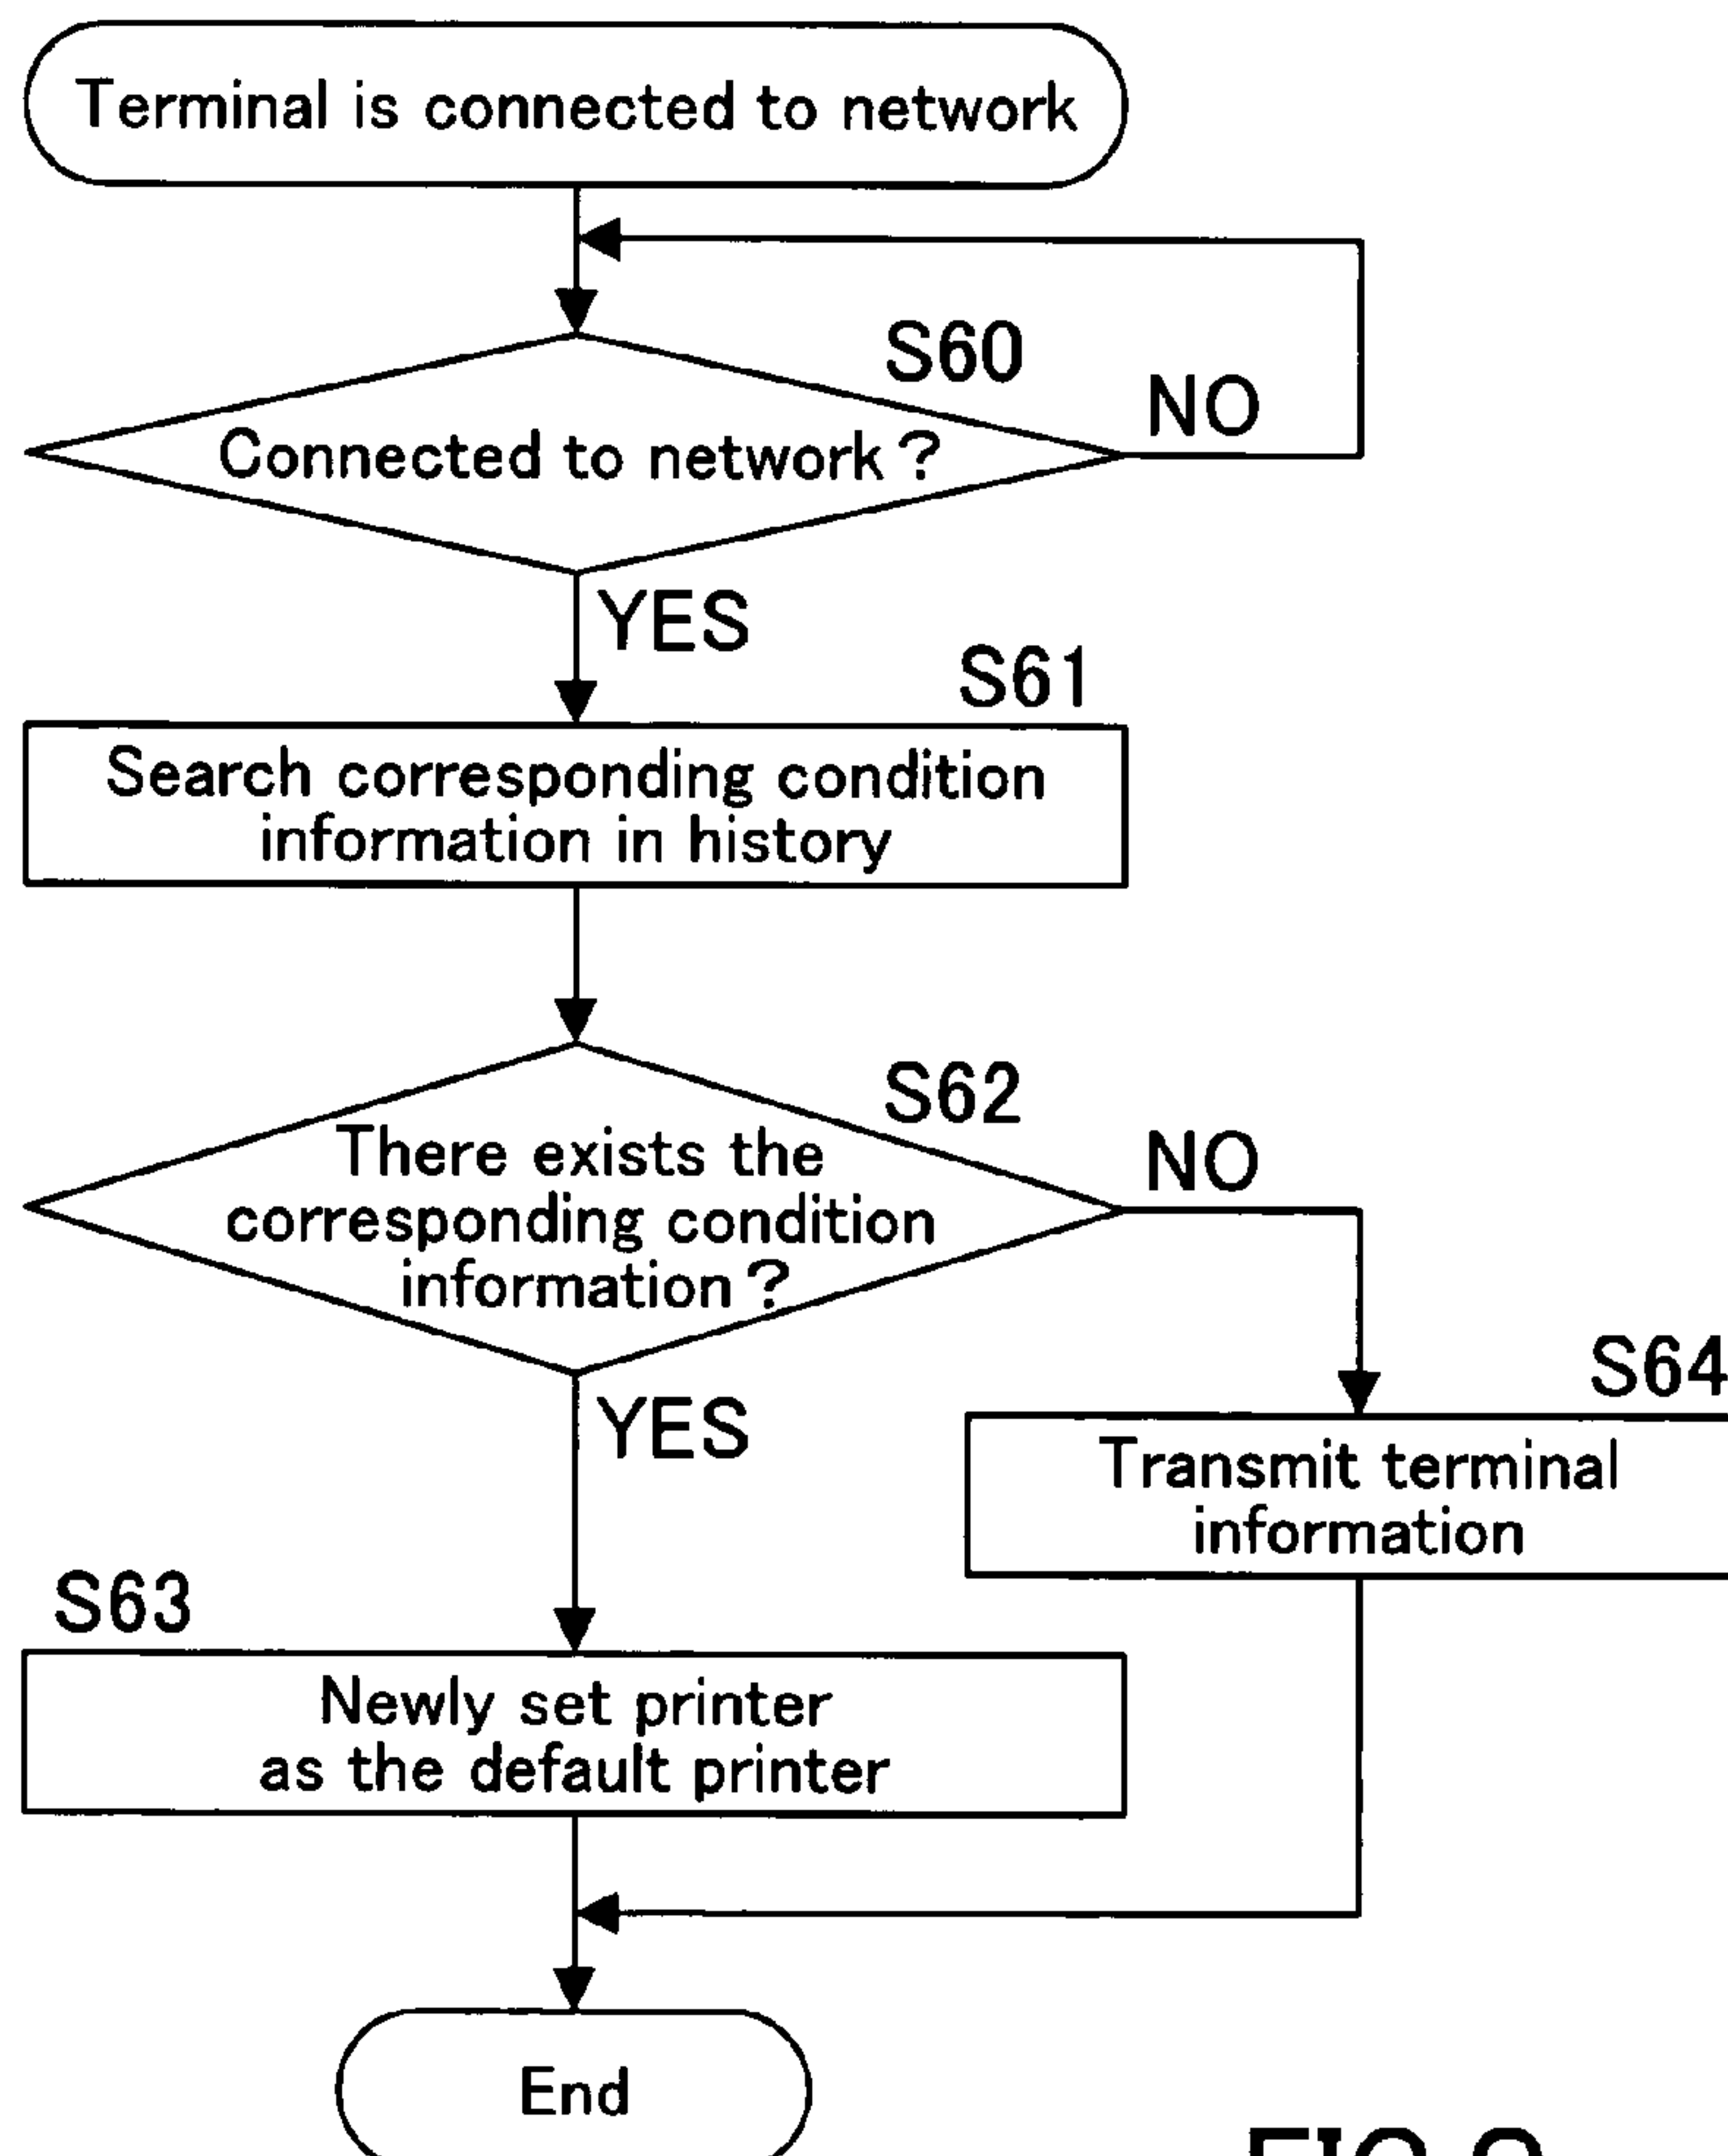 Terminal is connected to network
S60
NO
Connected to network?
YES
S61
Search corresponding condition
information in history
S62
NO
There exists the
corresponding condition
information?
YES
S64
Transmit terminal
information
S63
Newly set printer
as the default printer
End